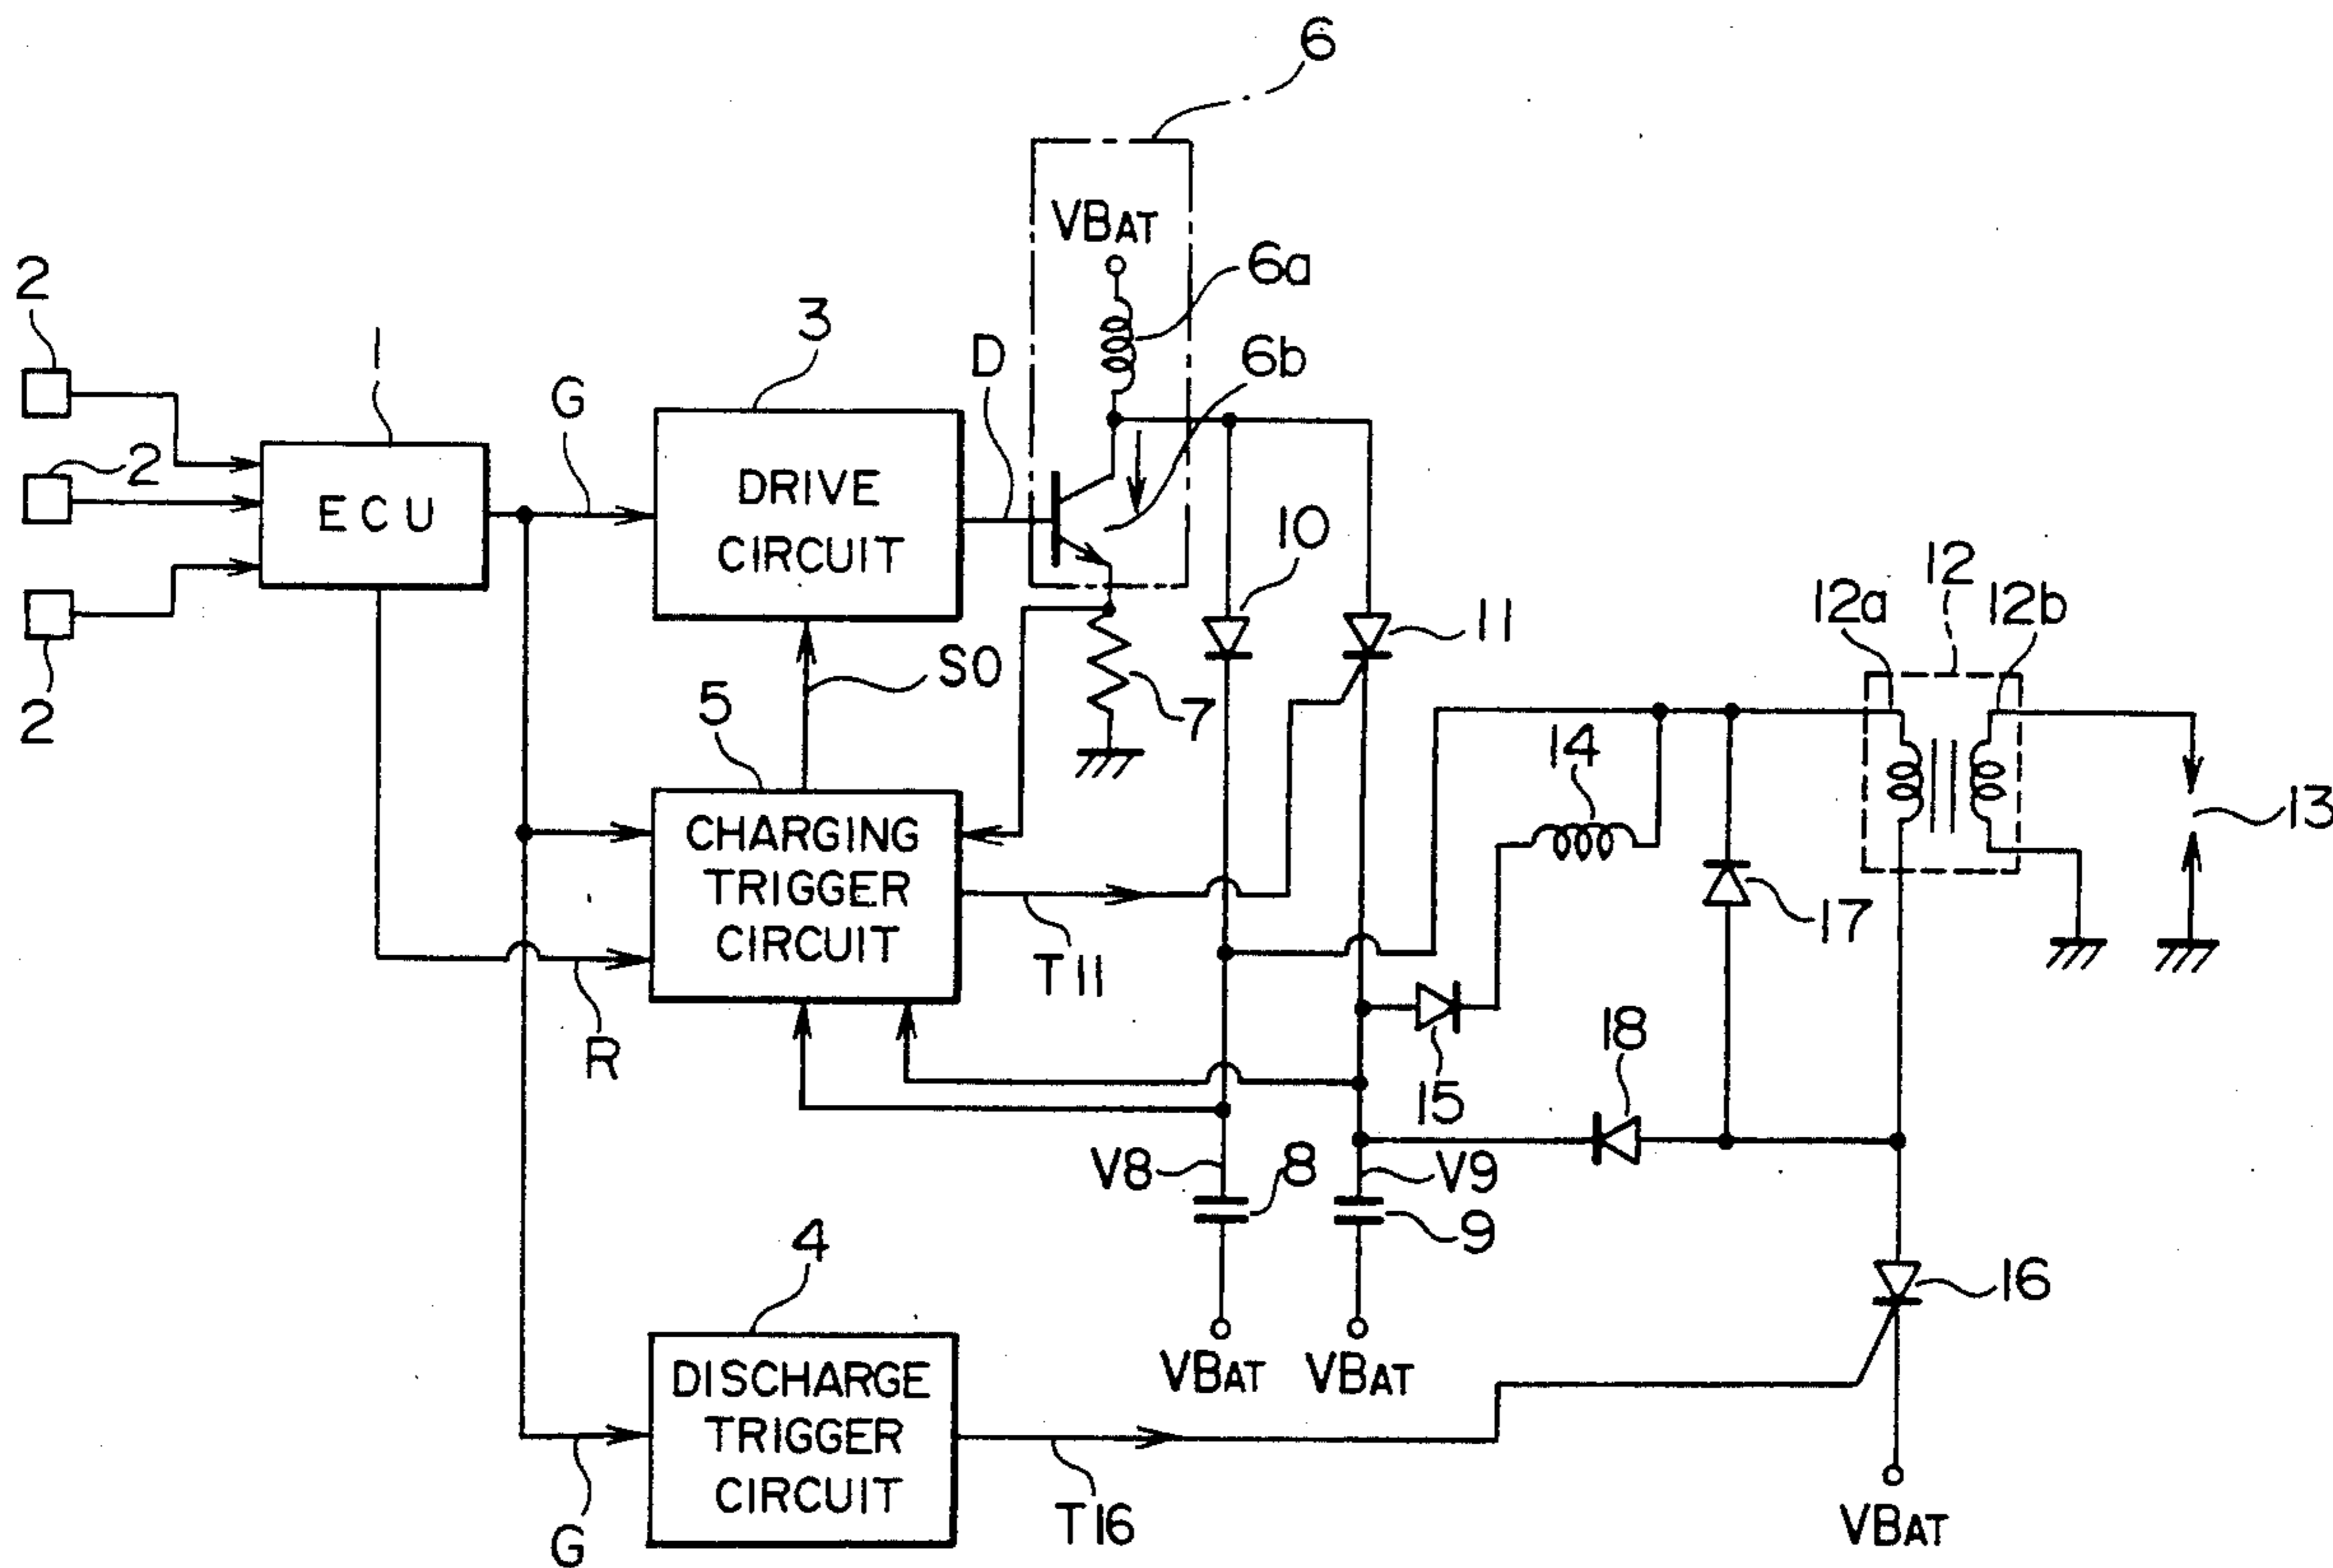 6
VBAT
6a
6b
2
2
2
1
ECU
G
3
DRIVE
CIRCUIT
D
SO
7
10
11
5
CHARGING
TRIGGER
CIRCUIT
T11
R
12
12a
12b
13
14
15
17
18
V8
8
V9
9
VBAT
VBAT
16
4
DISCHARGE
TRIGGER
CIRCUIT
G
T16
VBAT